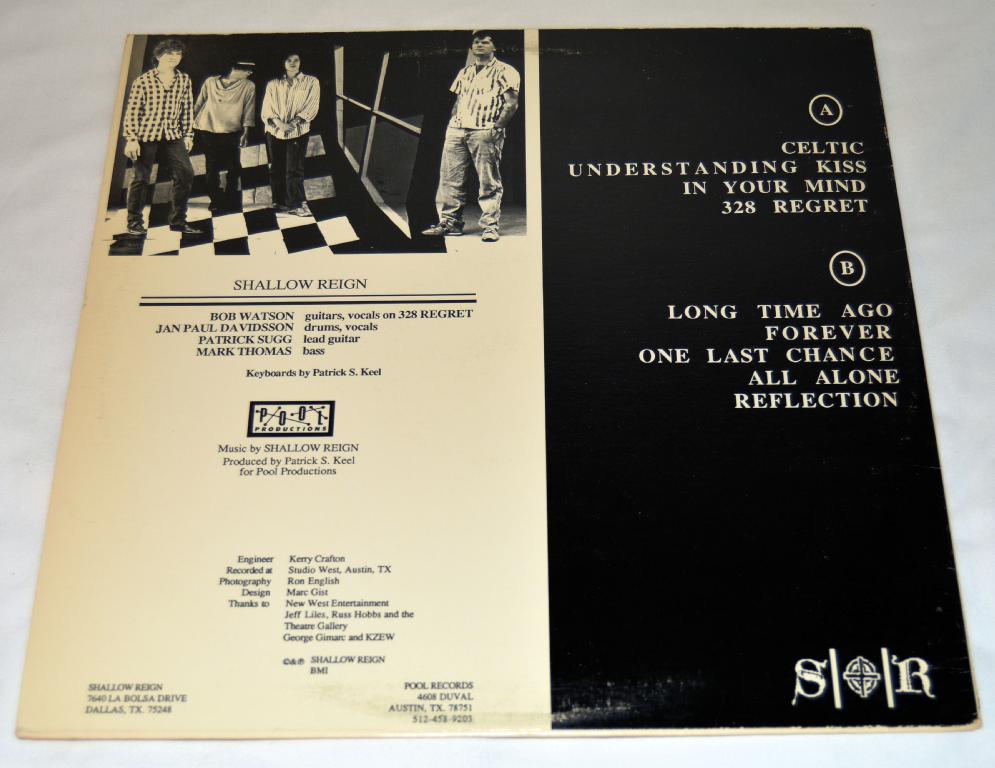 SHALLOW REIGN
BOB WATSON guitars, vocals on 328 REGRET
JAN PAUL DAVIDSSON drums, vocals
PATRICK SUGG lead guitar
MARK THOMAS bass
Keyboards by Patrick S. Keel
POOL
PRODUCTIONS
Music by SHALLOW REIGN
Produced by Patrick S. Keel
for Pool Productions
Engineer Kerry Crafton
Recorded at Studio West, Austin, TX
Photography Ron English
Design Marc Gist
Thanks to New West Entertainment
Jeff Liles, Russ Hobbs and the
Theatre Gallery
George Gimarc and KZEW
©&℗ SHALLOW REIGN
BMI
SHALLOW REIGN
7640 LA BOLSA DRIVE
DALLAS, TX. 75248
POOL RECORDS
4608 DUVAL
AUSTIN, TX. 78751
512-458-9203
A
CELTIC
UNDERSTANDING KISS
IN YOUR MIND
328 REGRET
B
LONG TIME AGO
FOREVER
ONE LAST CHANCE
ALL ALONE
REFLECTION
S R